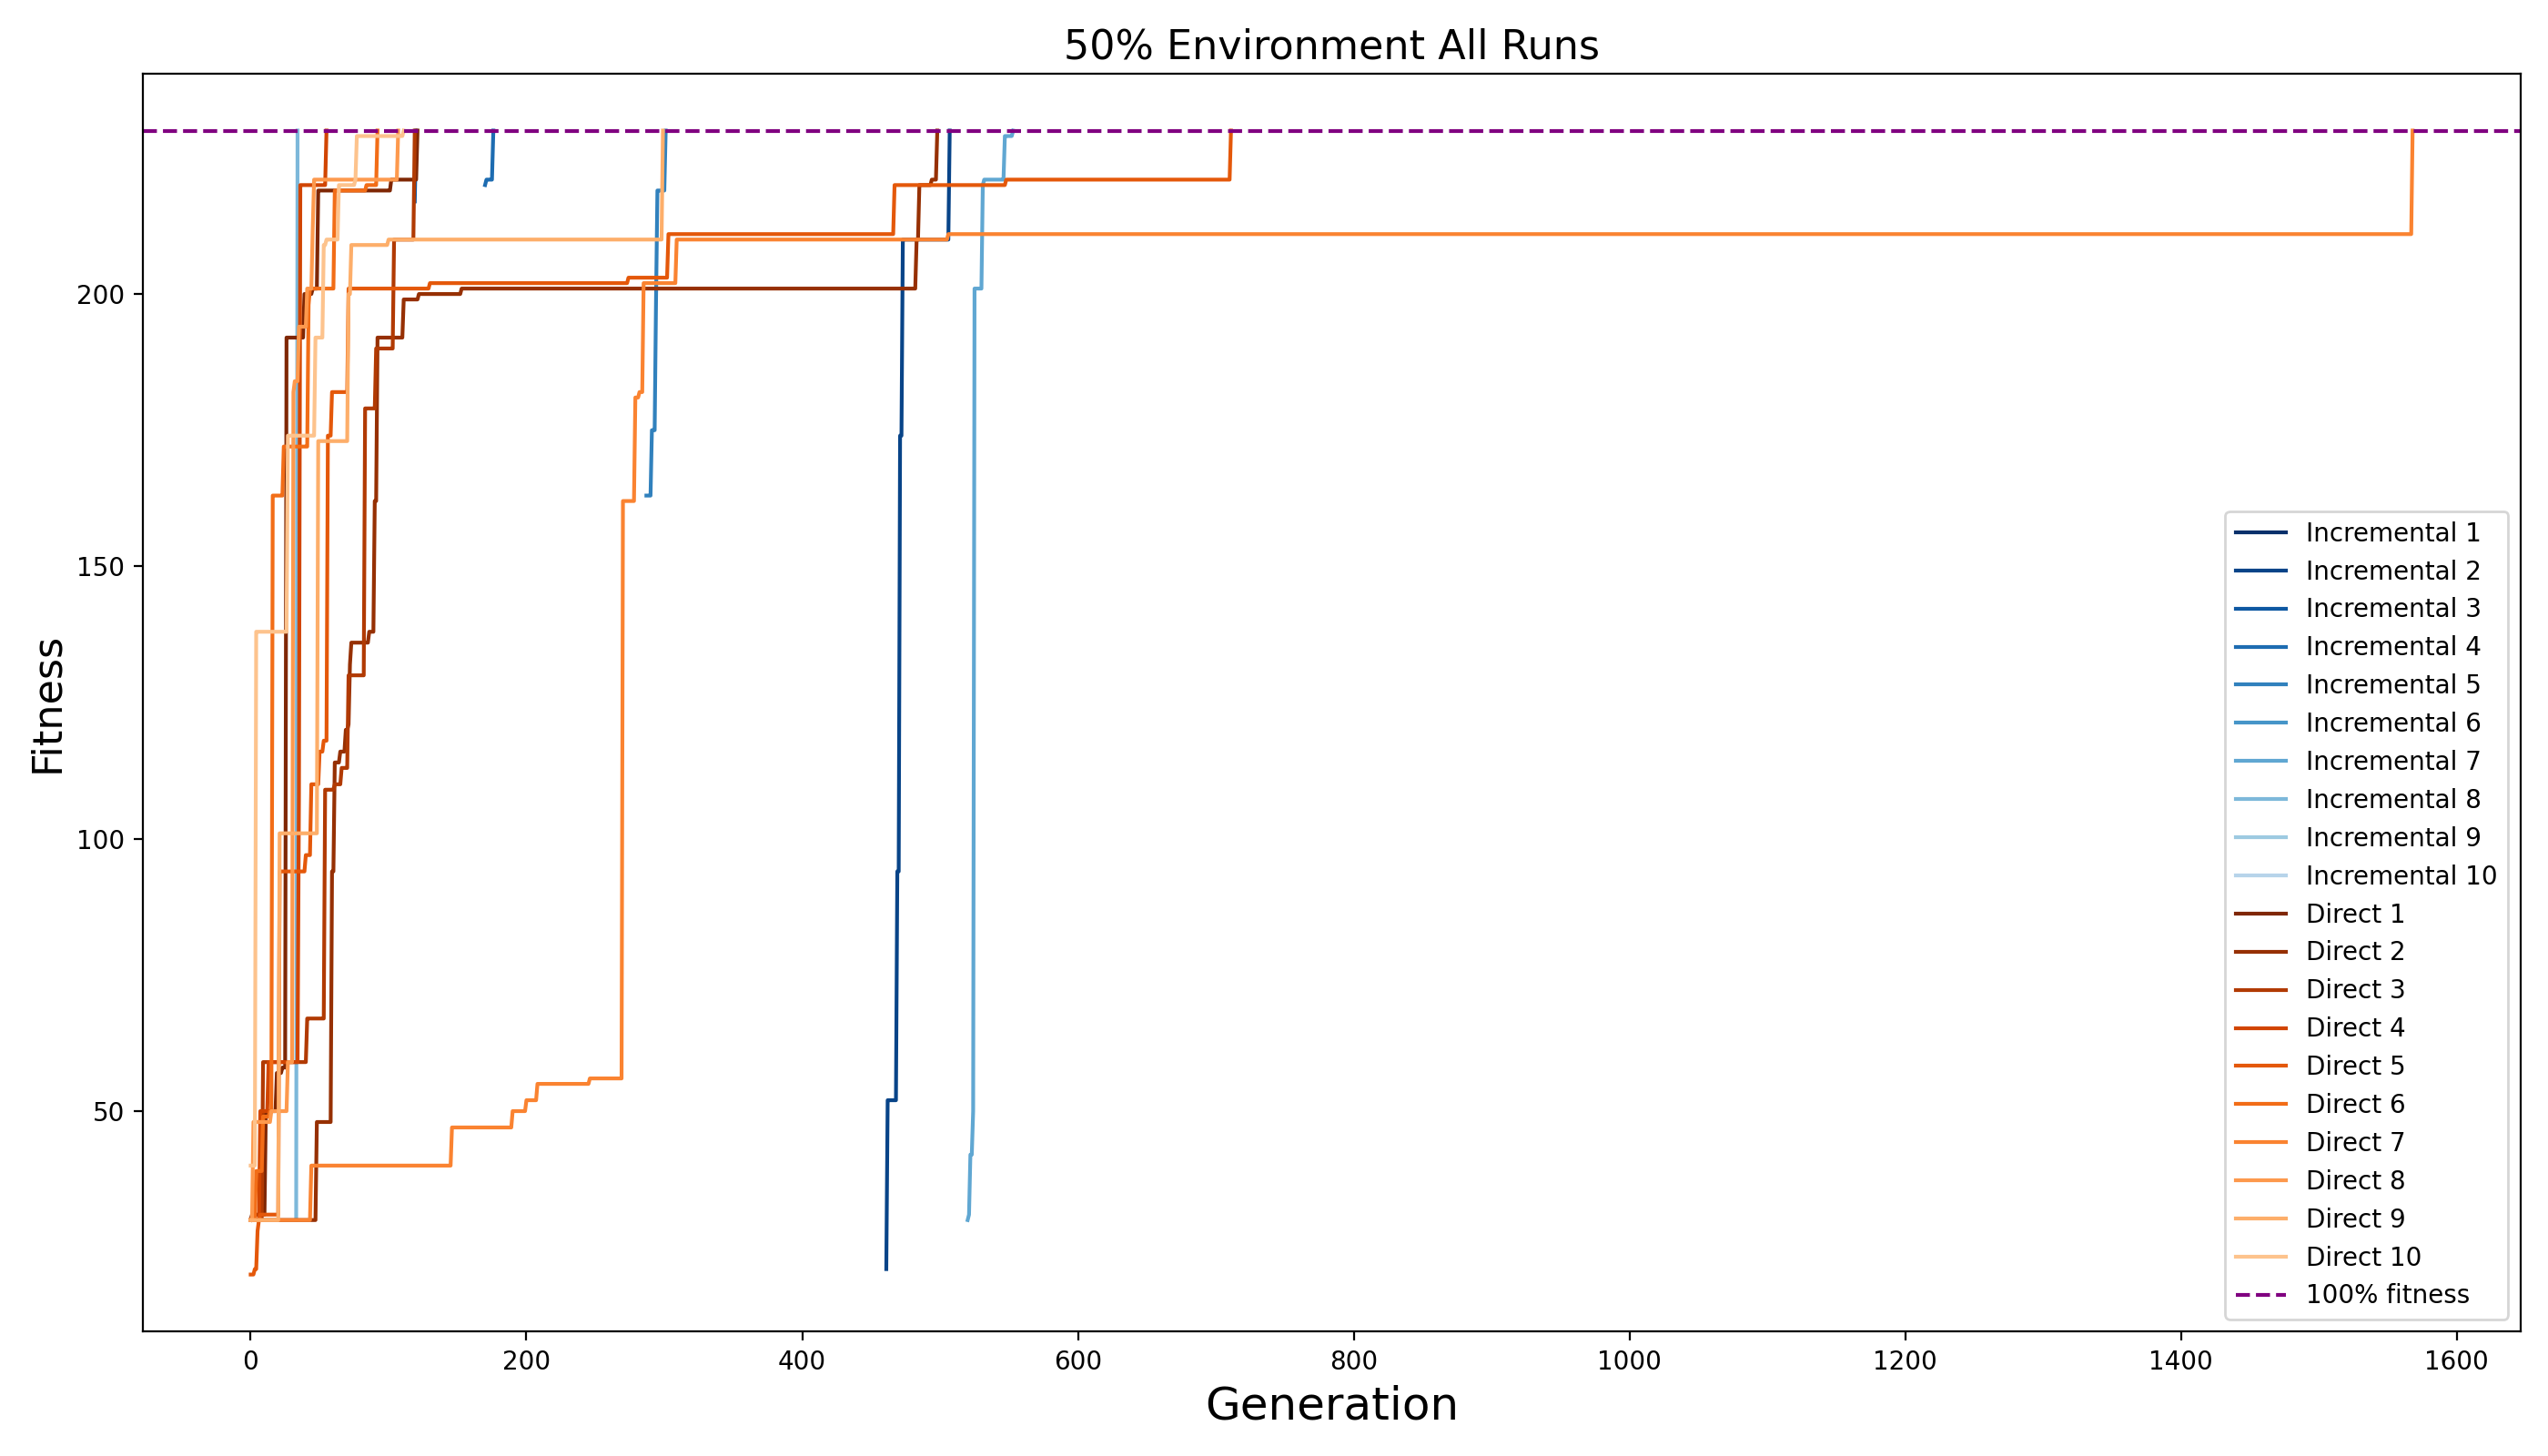 50% Environment All Runs
Fitness
200
150
100
50
0
200
400
600
800
1000
1200
1400
1600
Generation
Incremental 1
Incremental 2
Incremental 3
Incremental 4
Incremental 5
Incremental 6
Incremental 7
Incremental 8
Incremental 9
Incremental 10
Direct 1
Direct 2
Direct 3
Direct 4
Direct 5
Direct 6
Direct 7
Direct 8
Direct 9
Direct 10
100% fitness